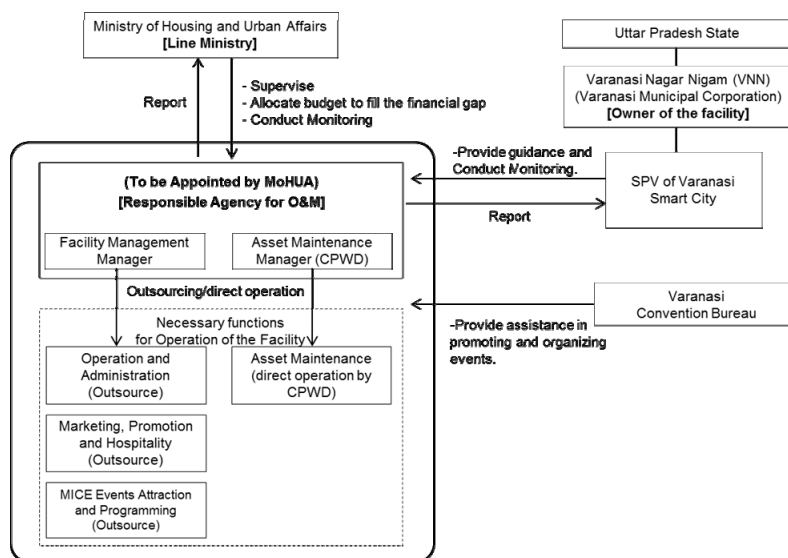 Ministry of Housing and Urban Affairs
[Line Ministry]
Uttar Pradesh State
Varanasi Nagar Nigam (VNN)
(Varanasi Municipal Corporation)
[Owner of the facility]
Report
- Supervise
- Allocate budget to fill the financial gap
- Conduct Monitoring
-Provide guidance and
Conduct Monitoring.
SPV of Varanasi
Smart City
(To be Appointed by MoHUA)
[Responsible Agency for O&M]
Report
Facility Management
Manager
Asset Maintenance
Manager (CPWD)
Outsourcing/direct operation
Varanasi
Convention Bureau
-Provide assistance in
promoting and organizing
events.
Necessary functions
for Operation of the Facility
Operation and
Administration
(Outsource)
Asset Maintenance
(direct operation by
CPWD)
Marketing, Promotion
and Hospitality
(Outsource)
MICE Events Attraction
and Programming
(Outsource)